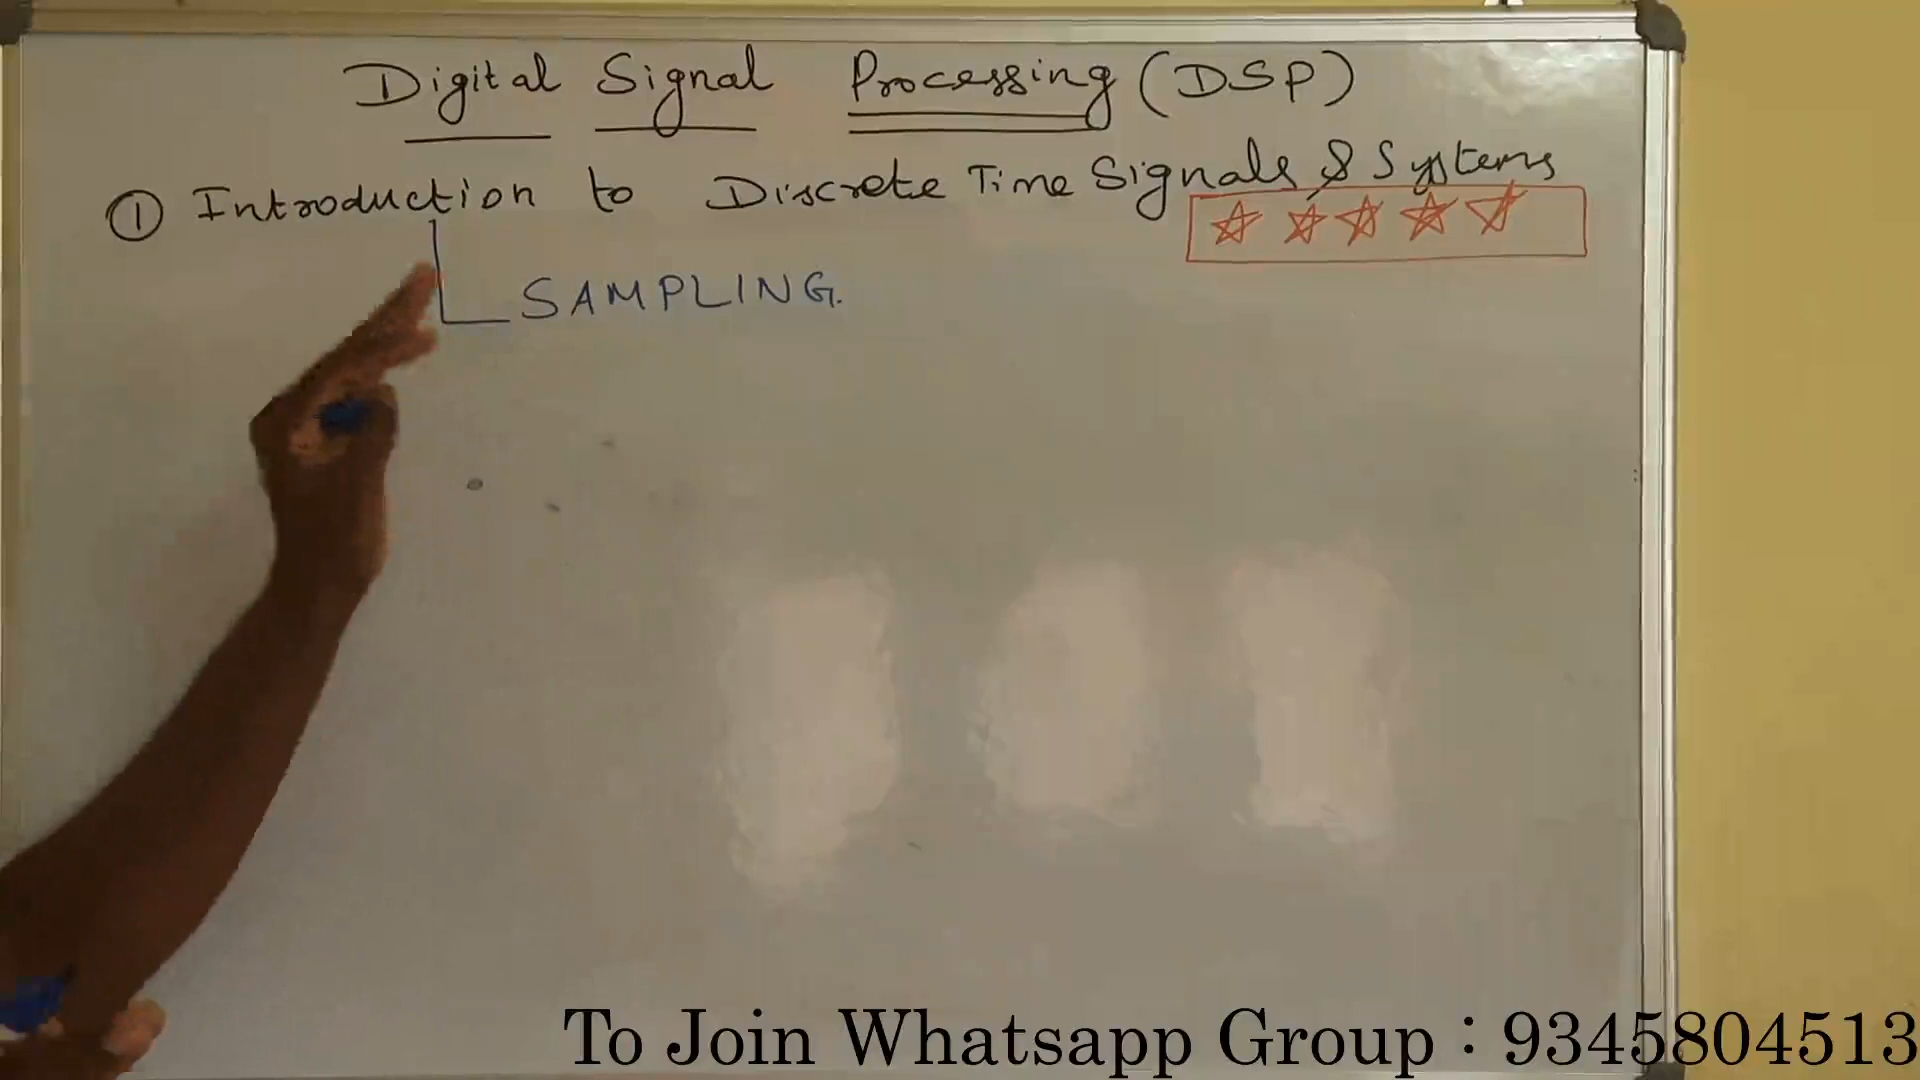 Digital Signal Processing (DSP)
① Introduction to Discrete Time Signals & Systems
SAMPLING.
To Join Whatsapp Group : 9345804513